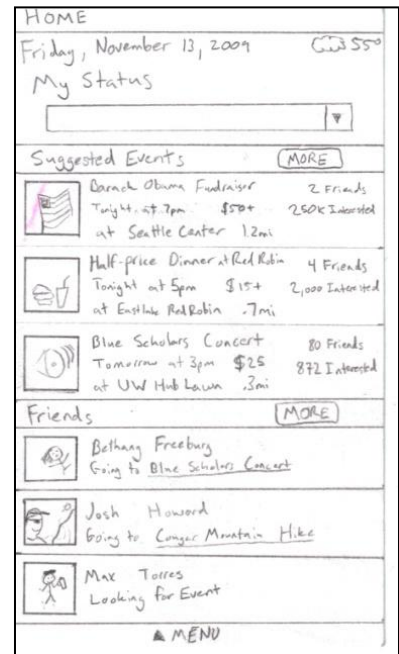 HOME
Friday, November 13, 2009 55°
My Status
Suggested Events MORE
Barack Obama Fundraiser 2 Friends
Tonight at 7pm $50+ 250k Interested
at Seattle Center 1.2mi
Half-price Dinner at Red Robin 4 Friends
Tonight at 5pm $15+ 2,000 Interested
at Eastlake Red Robin .7mi
Blue Scholars Concert 80 Friends
Tomorrow at 3pm $25 872 Interested
at UW Hub Lawn .3mi
Friends MORE
Bethany Freeburg
Going to Blue Scholars Concert
Josh Howard
Going to Cougar Mountain Hike
Max Torres
Looking for Event
▲ MENU